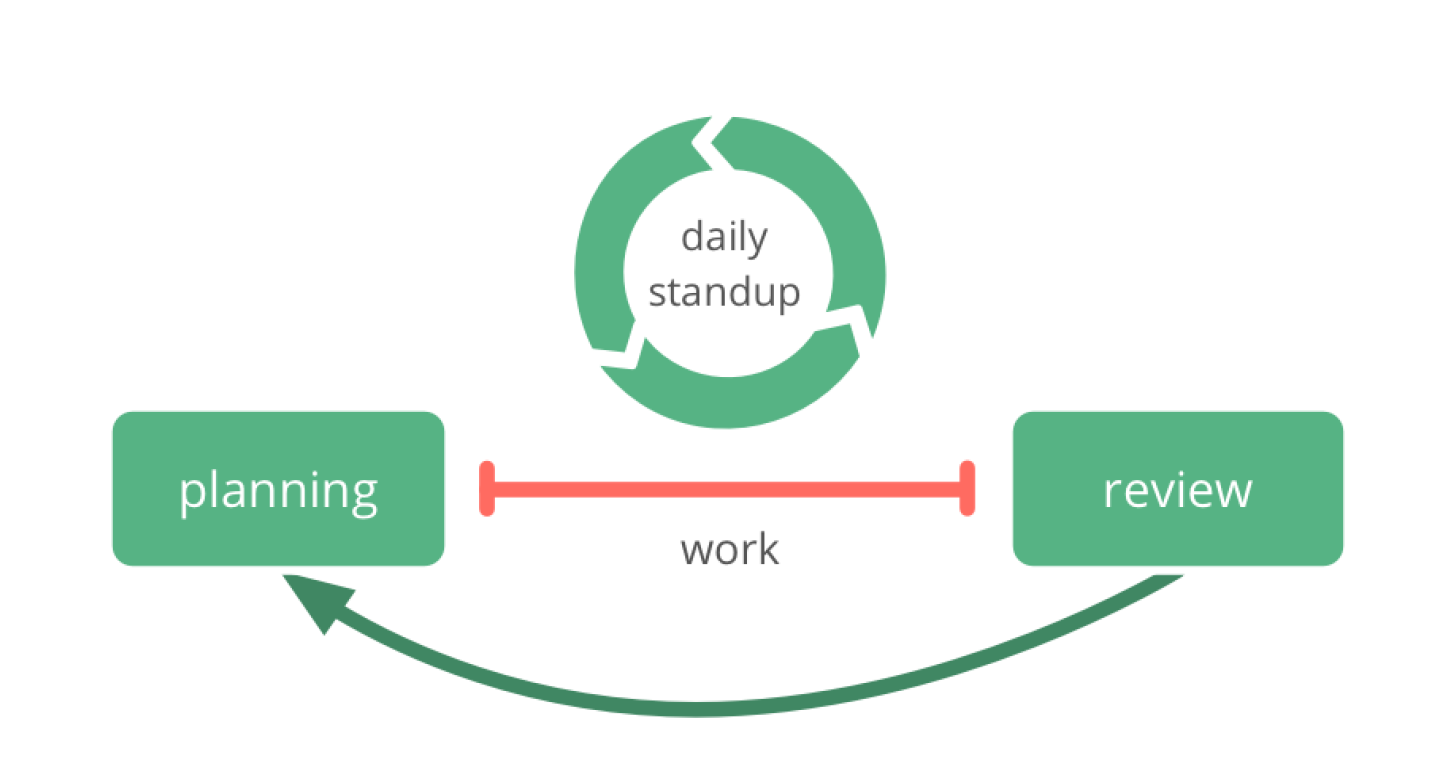 daily
standup
planning
review
work